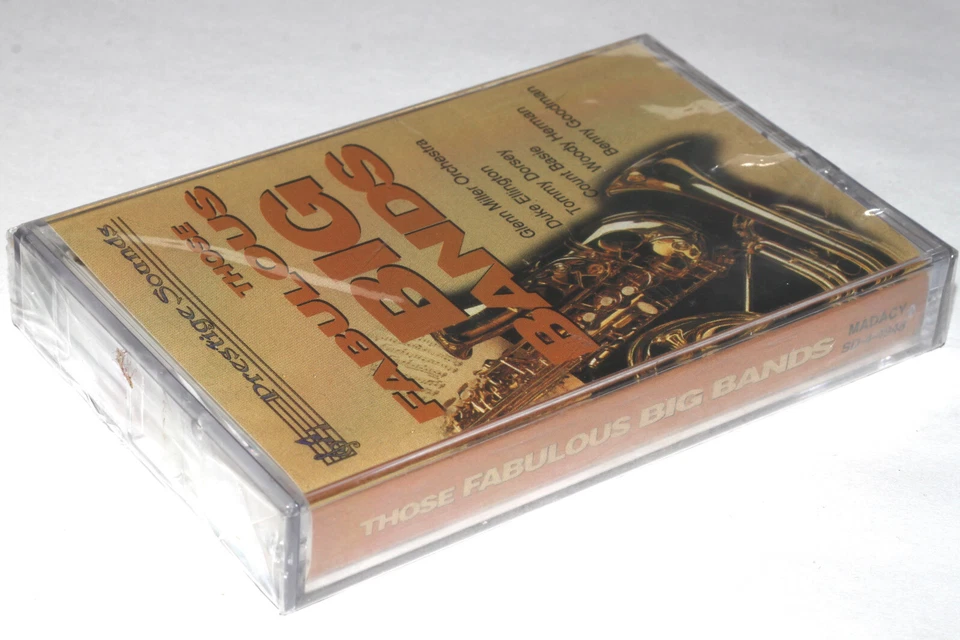 Prestige Sounds
THOSE
FABULOUS
BIG
BANDS
Glenn Miller Orchestra
Duke Ellington
Tommy Dorsey
Count Basie
Woody Herman
Benny Goodman
THOSE FABULOUS BIG BANDS
MADACY®